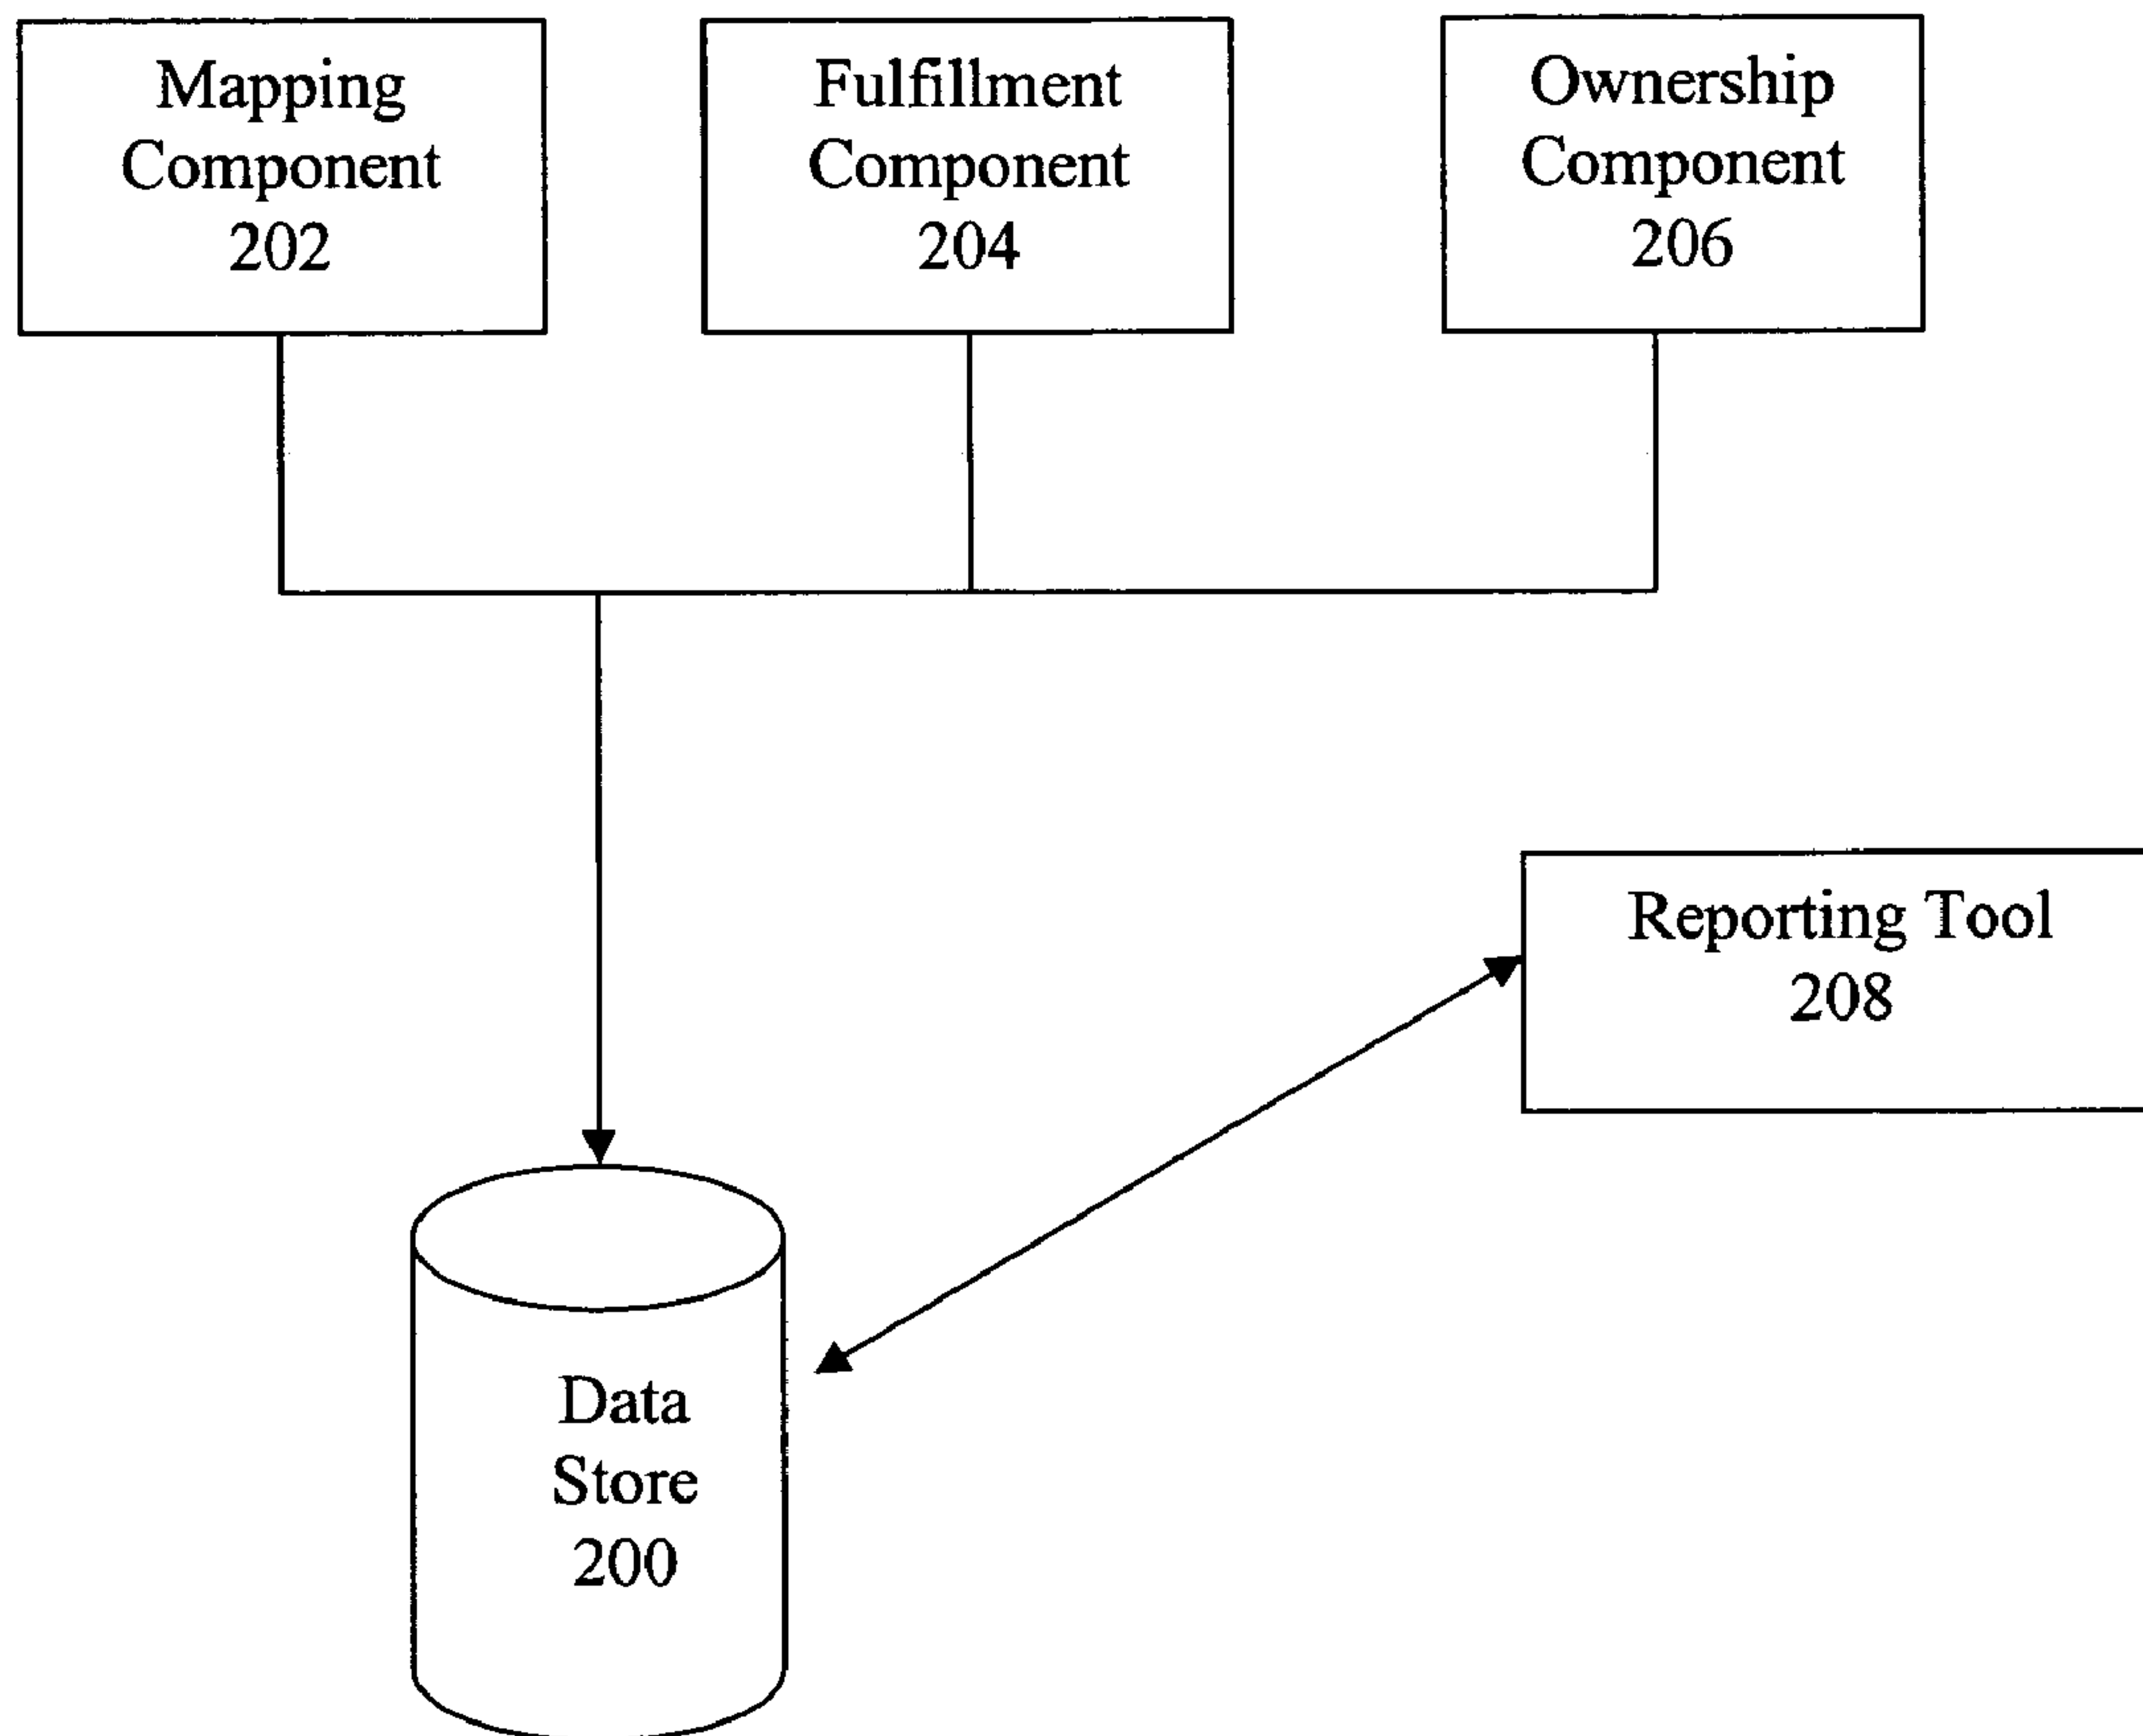 Mapping
Component
202
Fulfillment
Component
204
Ownership
Component
206
Reporting Tool
208
Data
Store
200